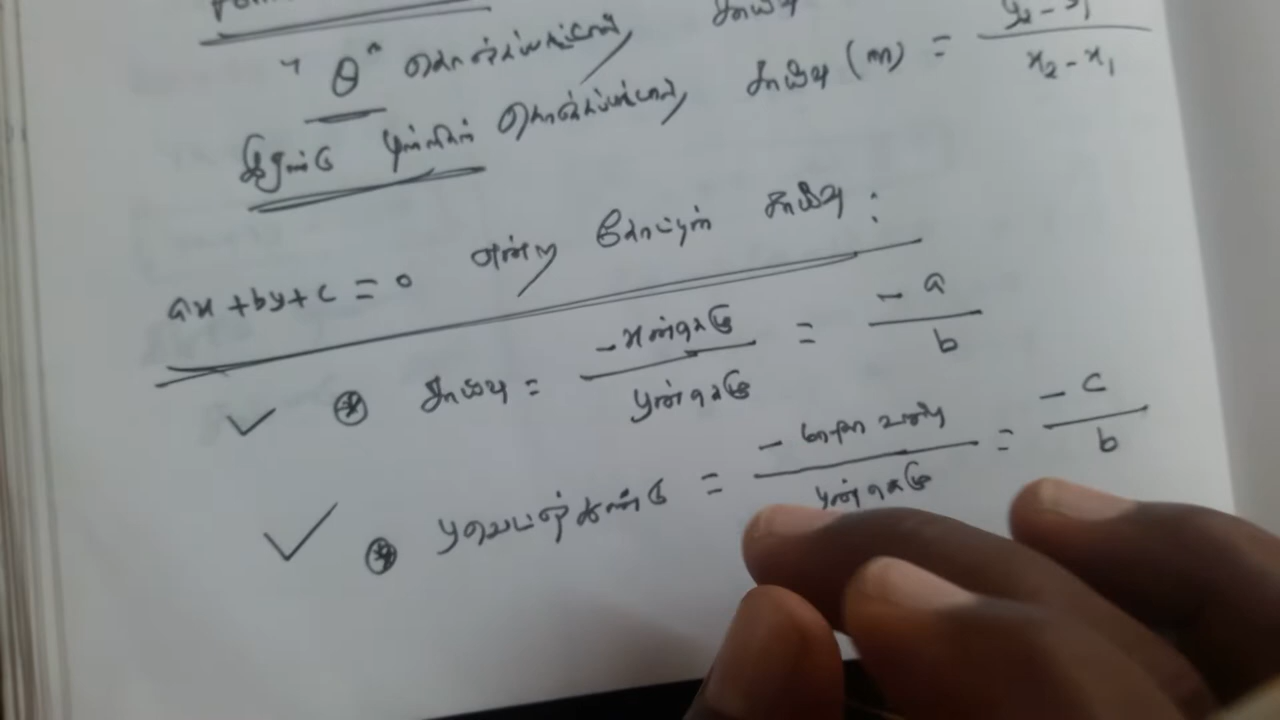 "θ" கொடுக்கப்பட்டால், சாய்வு
இரண்டு புள்ளிகள் கொடுக்கப்பட்டால், சாய்வு (m) = y₂ - y₁ / x₂ - x₁
ax + by + c = 0 என்ற கோட்டின் சாய்வு :
சாய்வு = - x ன் கெழு / y ன் கெழு = - a / b
y வெட்டுத்துண்டு = - மாறிலி உறுப்பு / y ன் கெழு = - c / b